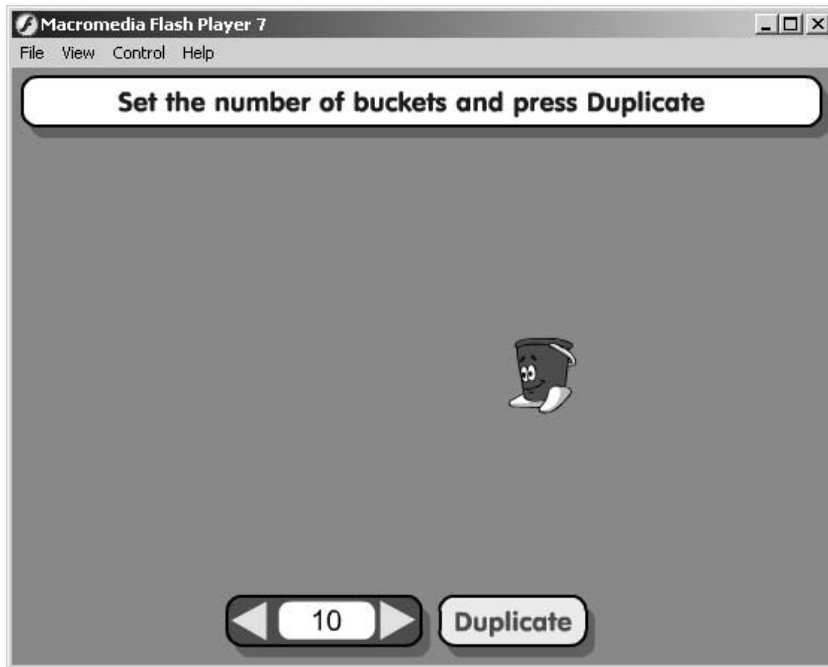 Macromedia Flash Player 7
File View Control Help
Set the number of buckets and press Duplicate
10
Duplicate